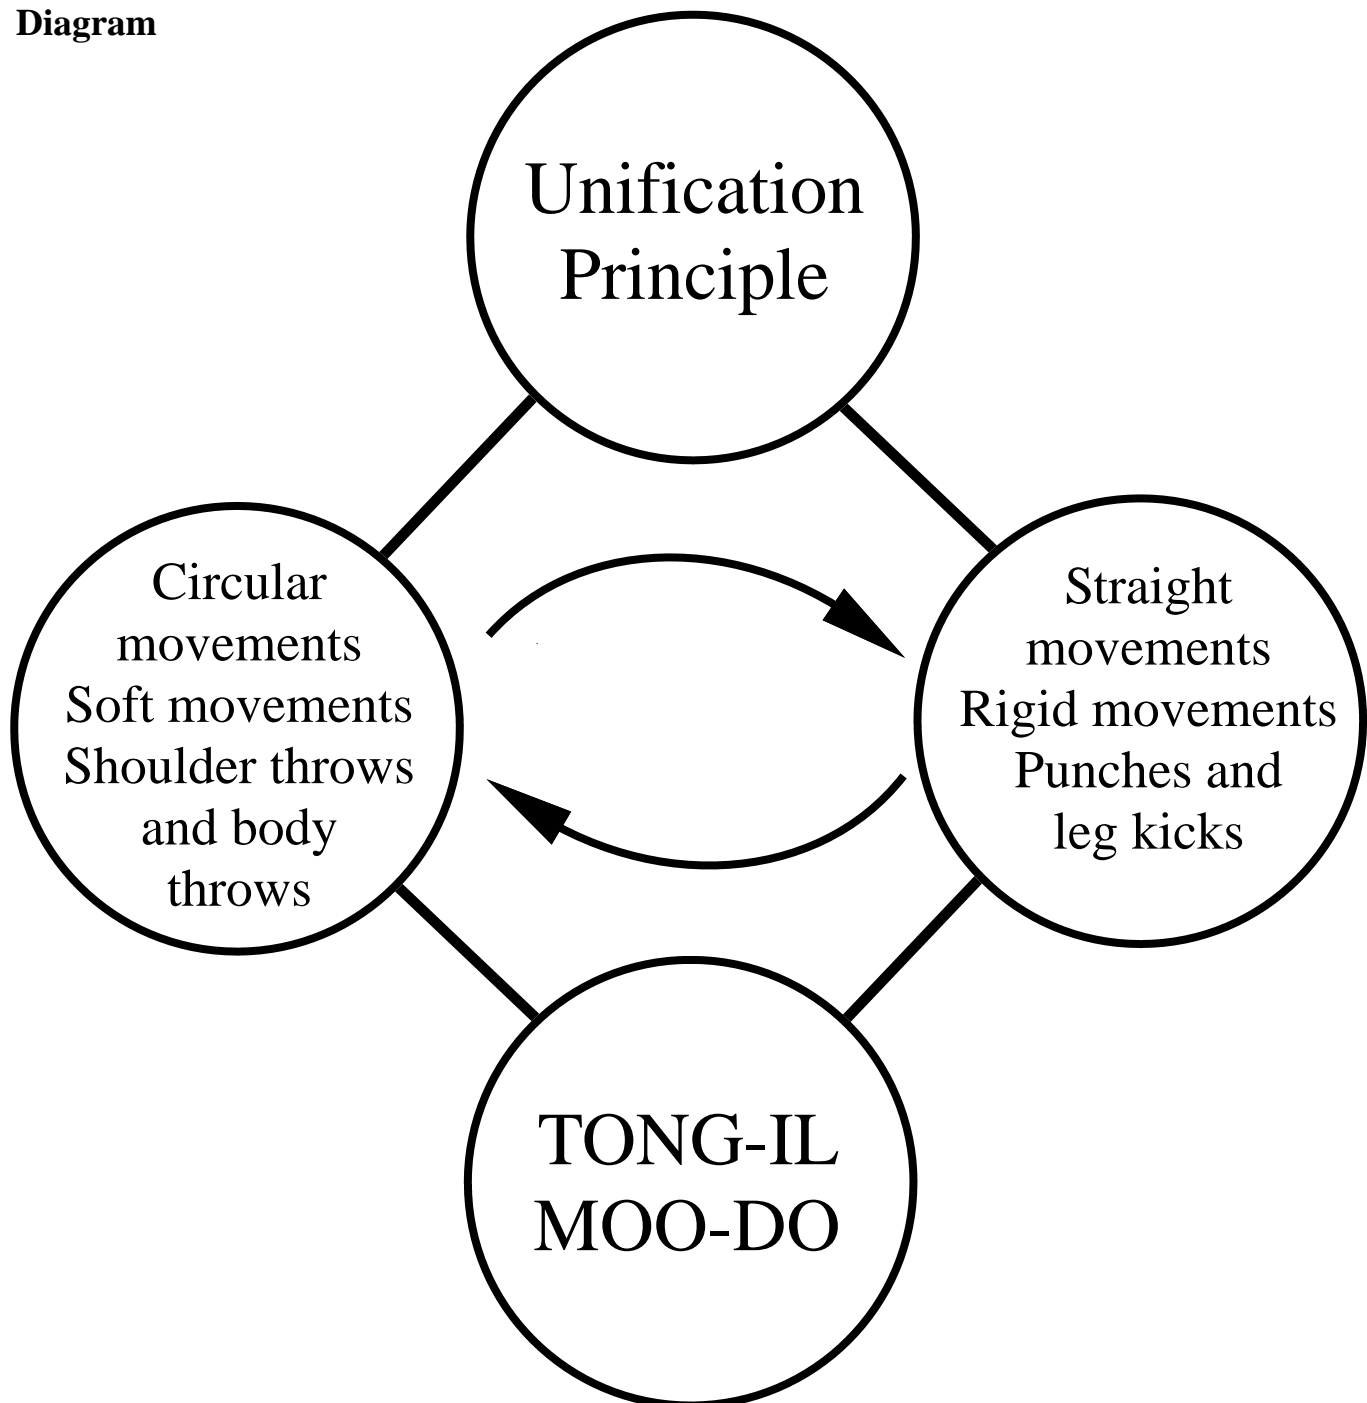 Diagram
Unification
Principle
Circular
movements
Soft movements
Shoulder throws
and body
throws
Straight
movements
Rigid movements
Punches and
leg kicks
TONG-IL
MOO-DO